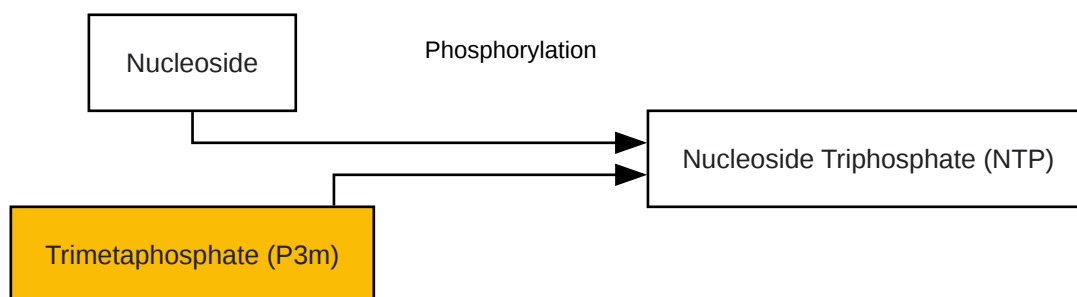 Nucleoside
Phosphorylation
Nucleoside Triphosphate (NTP)
Trimetaphosphate (P3m)